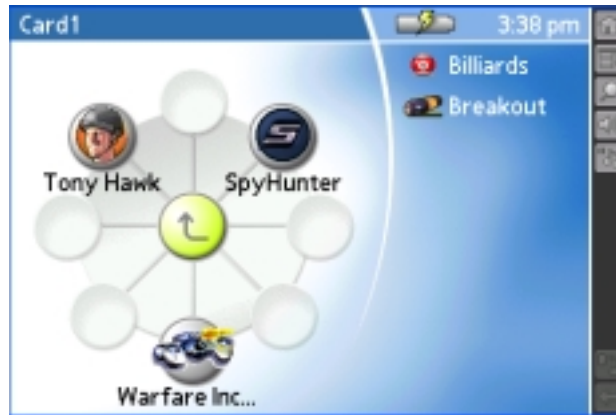 Card1
3:38 pm
Billiards
Breakout
Tony Hawk
SpyHunter
Warfare Inc...